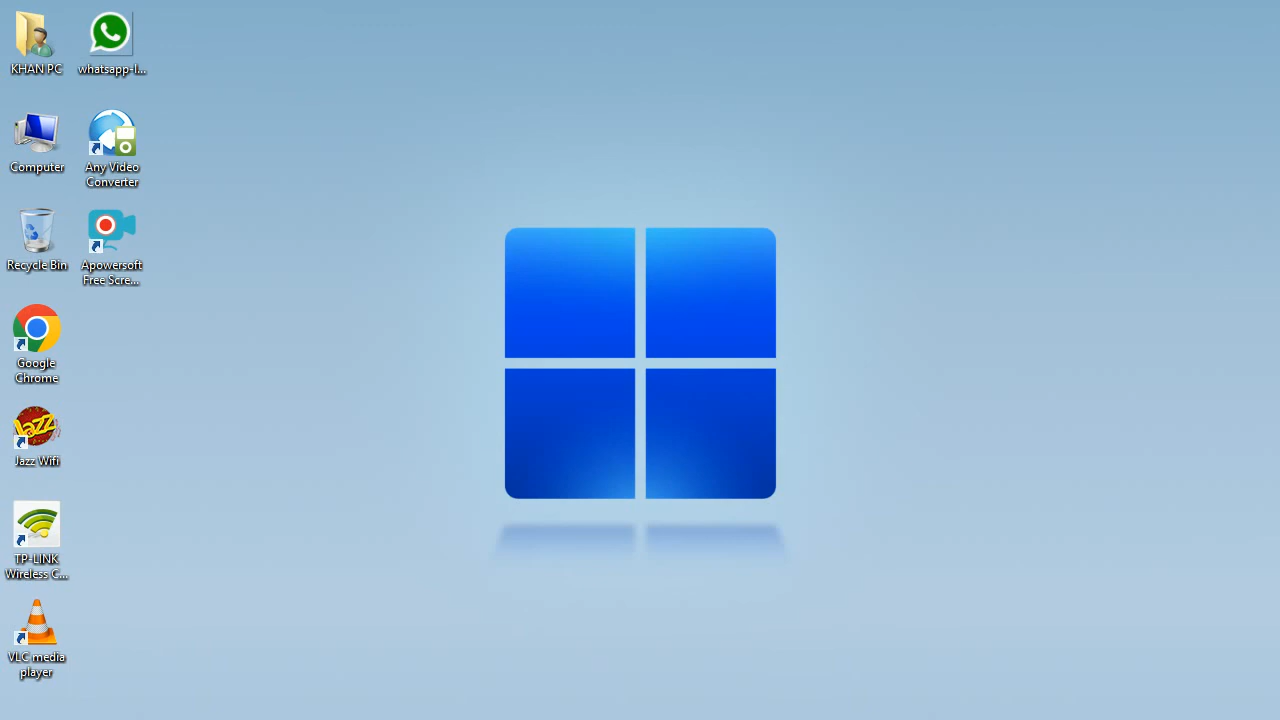 KHAN PC
whatsapp-l...
Computer
Any Video
Converter
Recycle Bin
Apowersoft
Free Scre...
Google
Chrome
Jazz
Jazz Wifi
TP-LINK
Wireless C...
VLC media
player